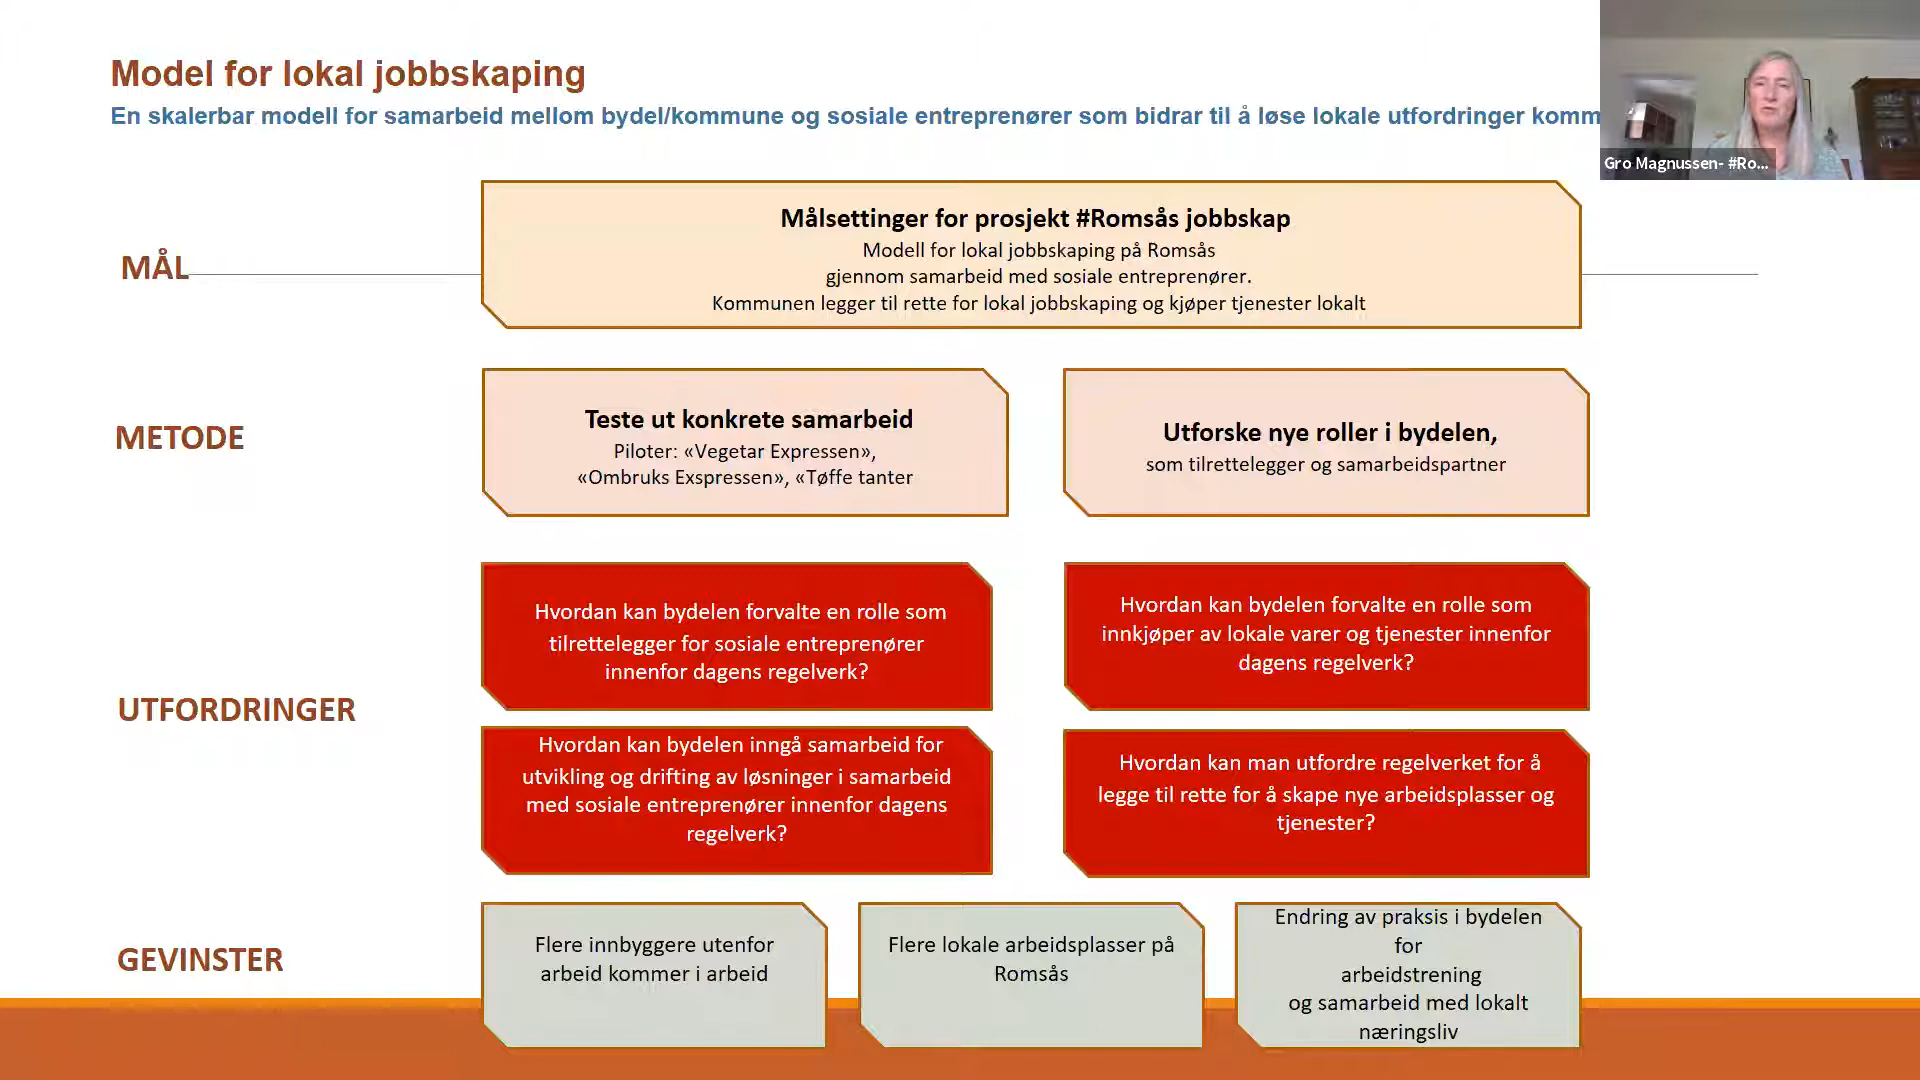 Model for lokal jobbskaping
En skalerbar modell for samarbeid mellom bydel/kommune og sosiale entreprenører som bidrar til å løse lokale utfordringer komm
Gro Magnussen- #Ro...
MÅL
Målsettinger for prosjekt #Romsås jobbskap
Modell for lokal jobbskaping på Romsås
gjennom samarbeid med sosiale entreprenører.
Kommunen legger til rette for lokal jobbskaping og kjøper tjenester lokalt
METODE
Teste ut konkrete samarbeid
Piloter: «Vegetar Expressen»,
«Ombruks Exspressen», «Tøffe tanter
Utforske nye roller i bydelen,
som tilrettelegger og samarbeidspartner
UTFORDRINGER
Hvordan kan bydelen forvalte en rolle som
tilrettelegger for sosiale entreprenører
innenfor dagens regelverk?
Hvordan kan bydelen forvalte en rolle som
innkjøper av lokale varer og tjenester innenfor
dagens regelverk?
Hvordan kan bydelen inngå samarbeid for
utvikling og drifting av løsninger i samarbeid
med sosiale entreprenører innenfor dagens
regelverk?
Hvordan kan man utfordre regelverket for å
legge til rette for å skape nye arbeidsplasser og
tjenester?
GEVINSTER
Flere innbyggere utenfor
arbeid kommer i arbeid
Flere lokale arbeidsplasser på
Romsås
Endring av praksis i bydelen
for
arbeidstrening
og samarbeid med lokalt
næringsliv